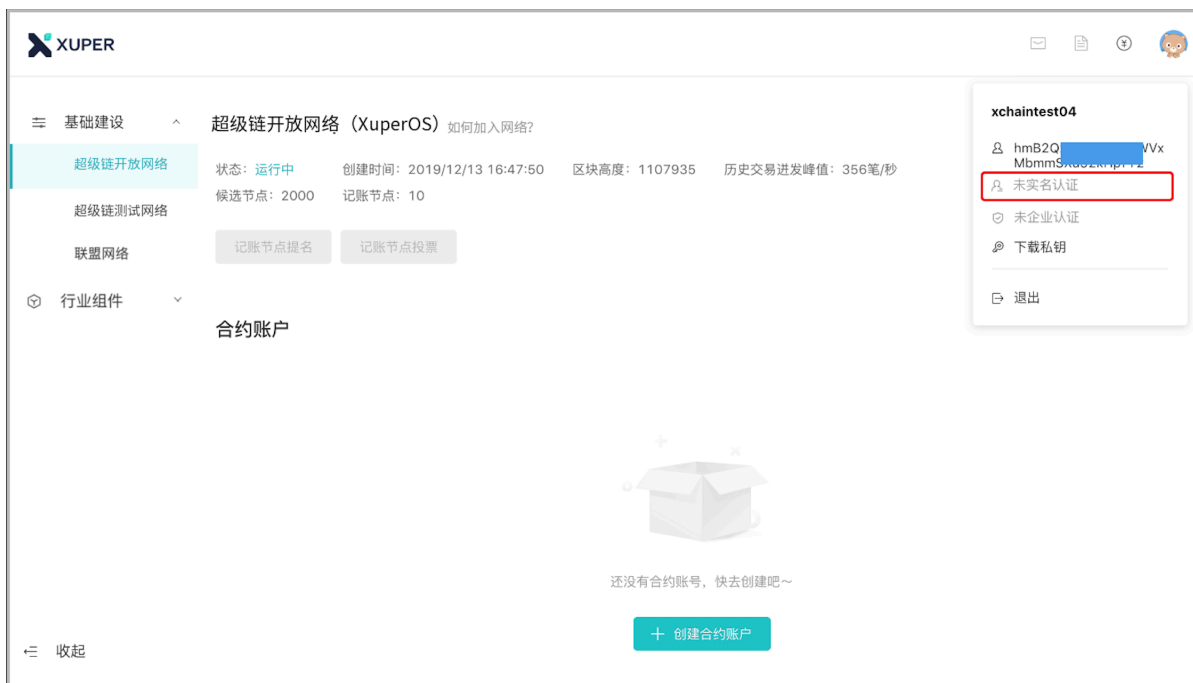 XUPER
基础建设
超级链开放网络
超级链测试网络
联盟网络
行业组件
收起
超级链开放网络（XuperOS）如何加入网络？
状态：运行中 创建时间：2019/12/13 16:47:50 区块高度：1107935 历史交易进发峰值：356笔/秒
候选节点：2000 记账节点：10
记账节点提名 记账节点投票
合约账户
还没有合约账号，快去创建吧～
创建合约账户
xchaintest04
hmB2Q
未实名认证
未企业认证
下载私钥
退出